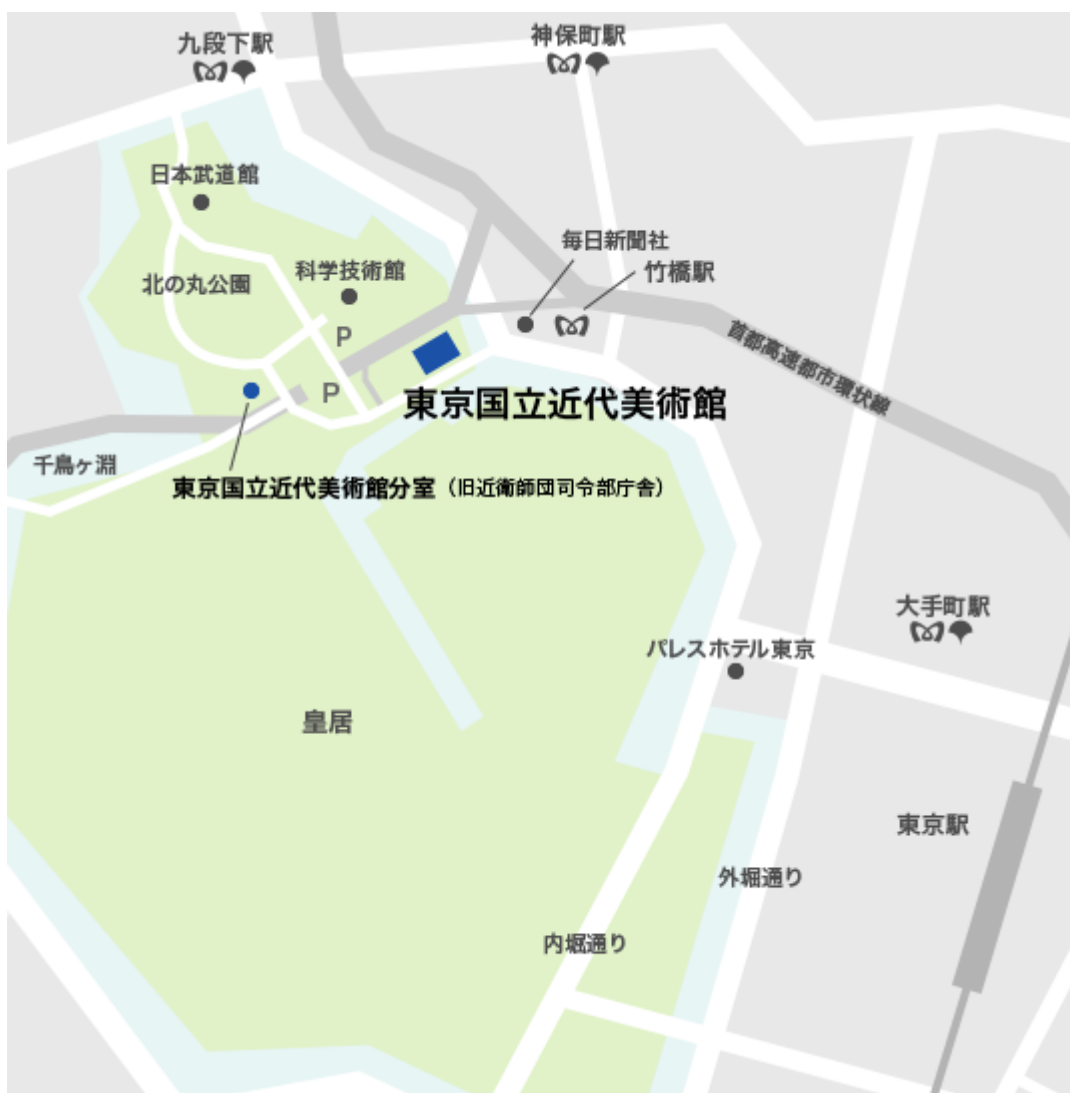 九段下駅
神保町駅
日本武道館
毎日新聞社
科学技術館
竹橋駅
北の丸公園
P
首都高速都市環状線
P
東京国立近代美術館
千鳥ヶ淵
東京国立近代美術館分室（旧近衛師団司令部庁舎）
大手町駅
パレスホテル東京
皇居
東京駅
外堀通り
内堀通り